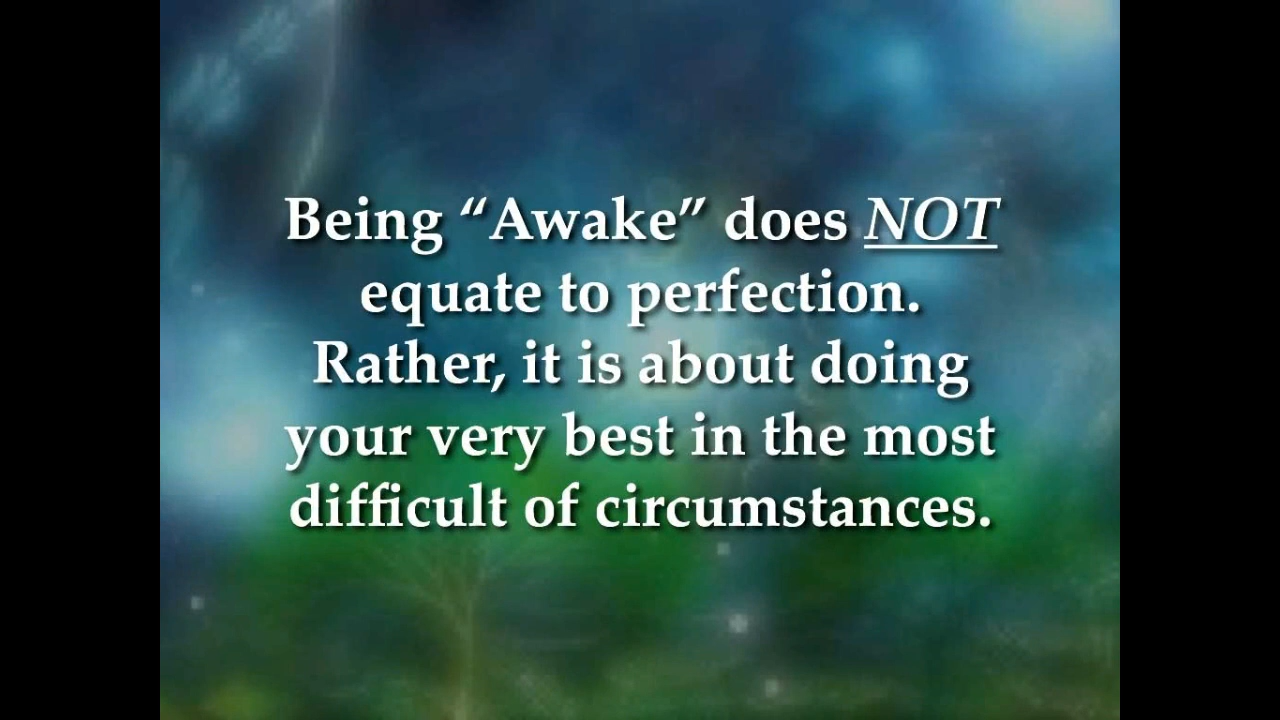 Being “Awake” does NOT
equate to perfection.
Rather, it is about doing
your very best in the most
difficult of circumstances.